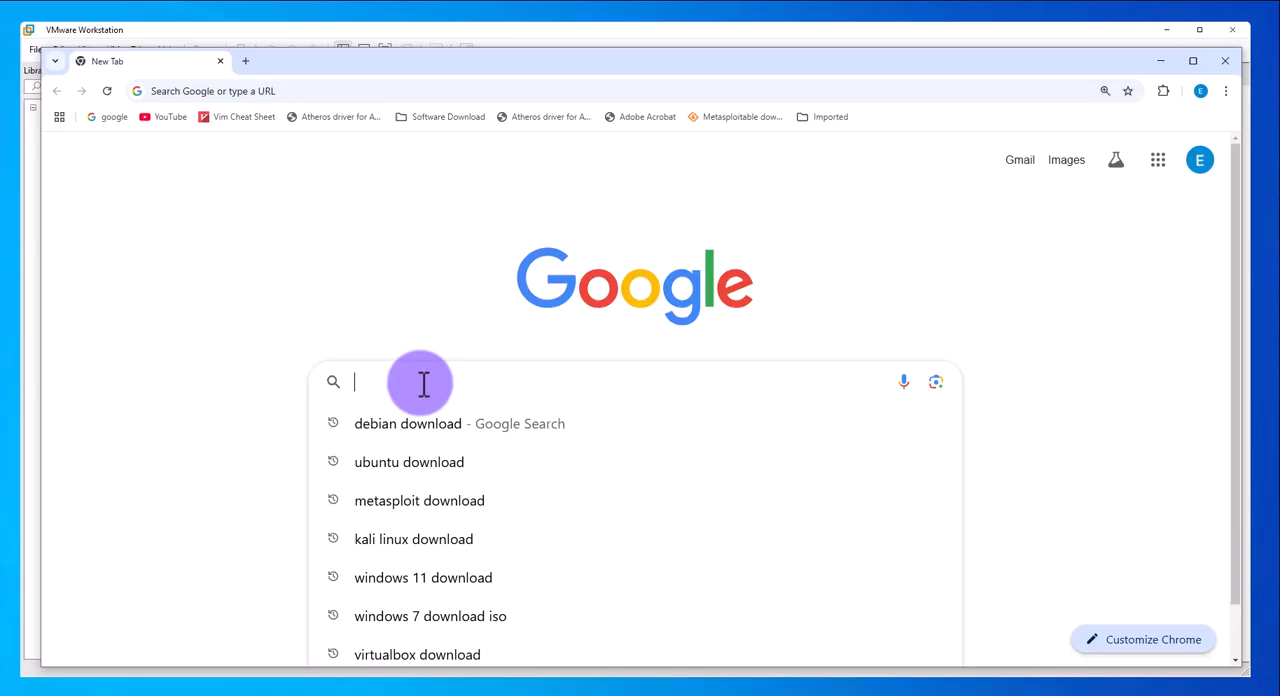 VMware Workstation
File
Libra
New Tab
Search Google or type a URL
google YouTube Vim Cheat Sheet Atheros driver for A... Software Download Atheros driver for A... Adobe Acrobat Metasploitable dow... Imported
Gmail Images E
Google
debian download - Google Search
ubuntu download
metasploit download
kali linux download
windows 11 download
windows 7 download iso
virtualbox download
Customize Chrome